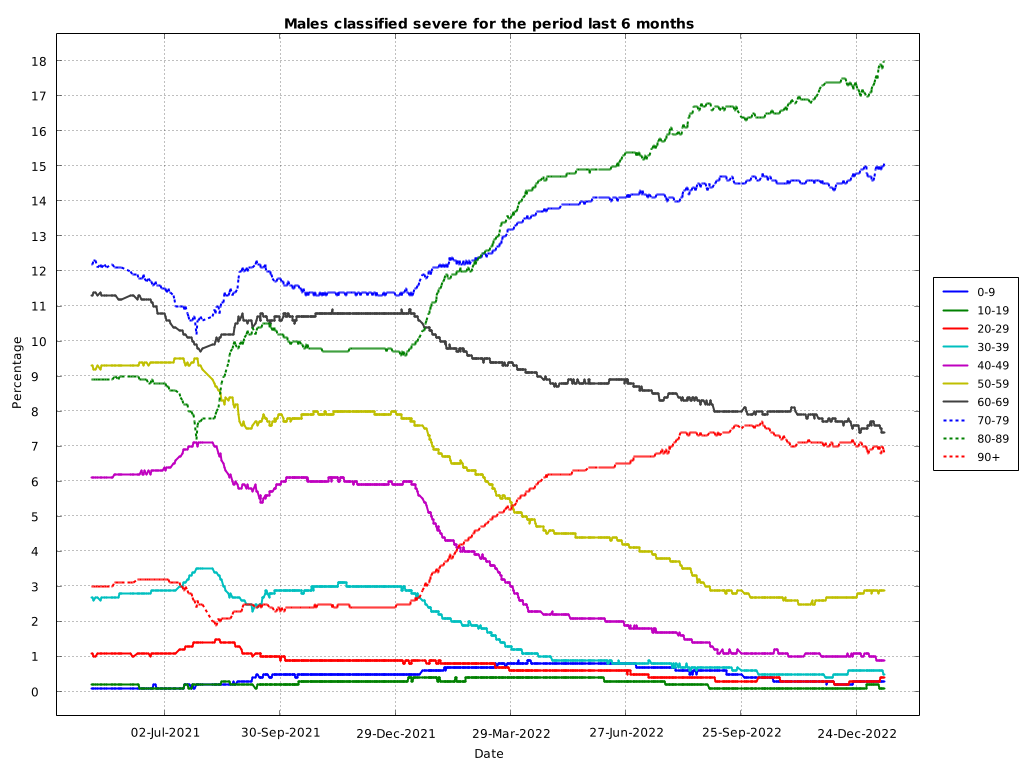 Males classified severe for the period last 6 months
Percentage
18
17
16
15
14
13
12
11
10
9
8
7
6
5
4
3
2
1
0
02-Jul-2021
30-Sep-2021
29-Dec-2021
29-Mar-2022
27-Jun-2022
25-Sep-2022
24-Dec-2022
Date
0-9
10-19
20-29
30-39
40-49
50-59
60-69
70-79
80-89
90+